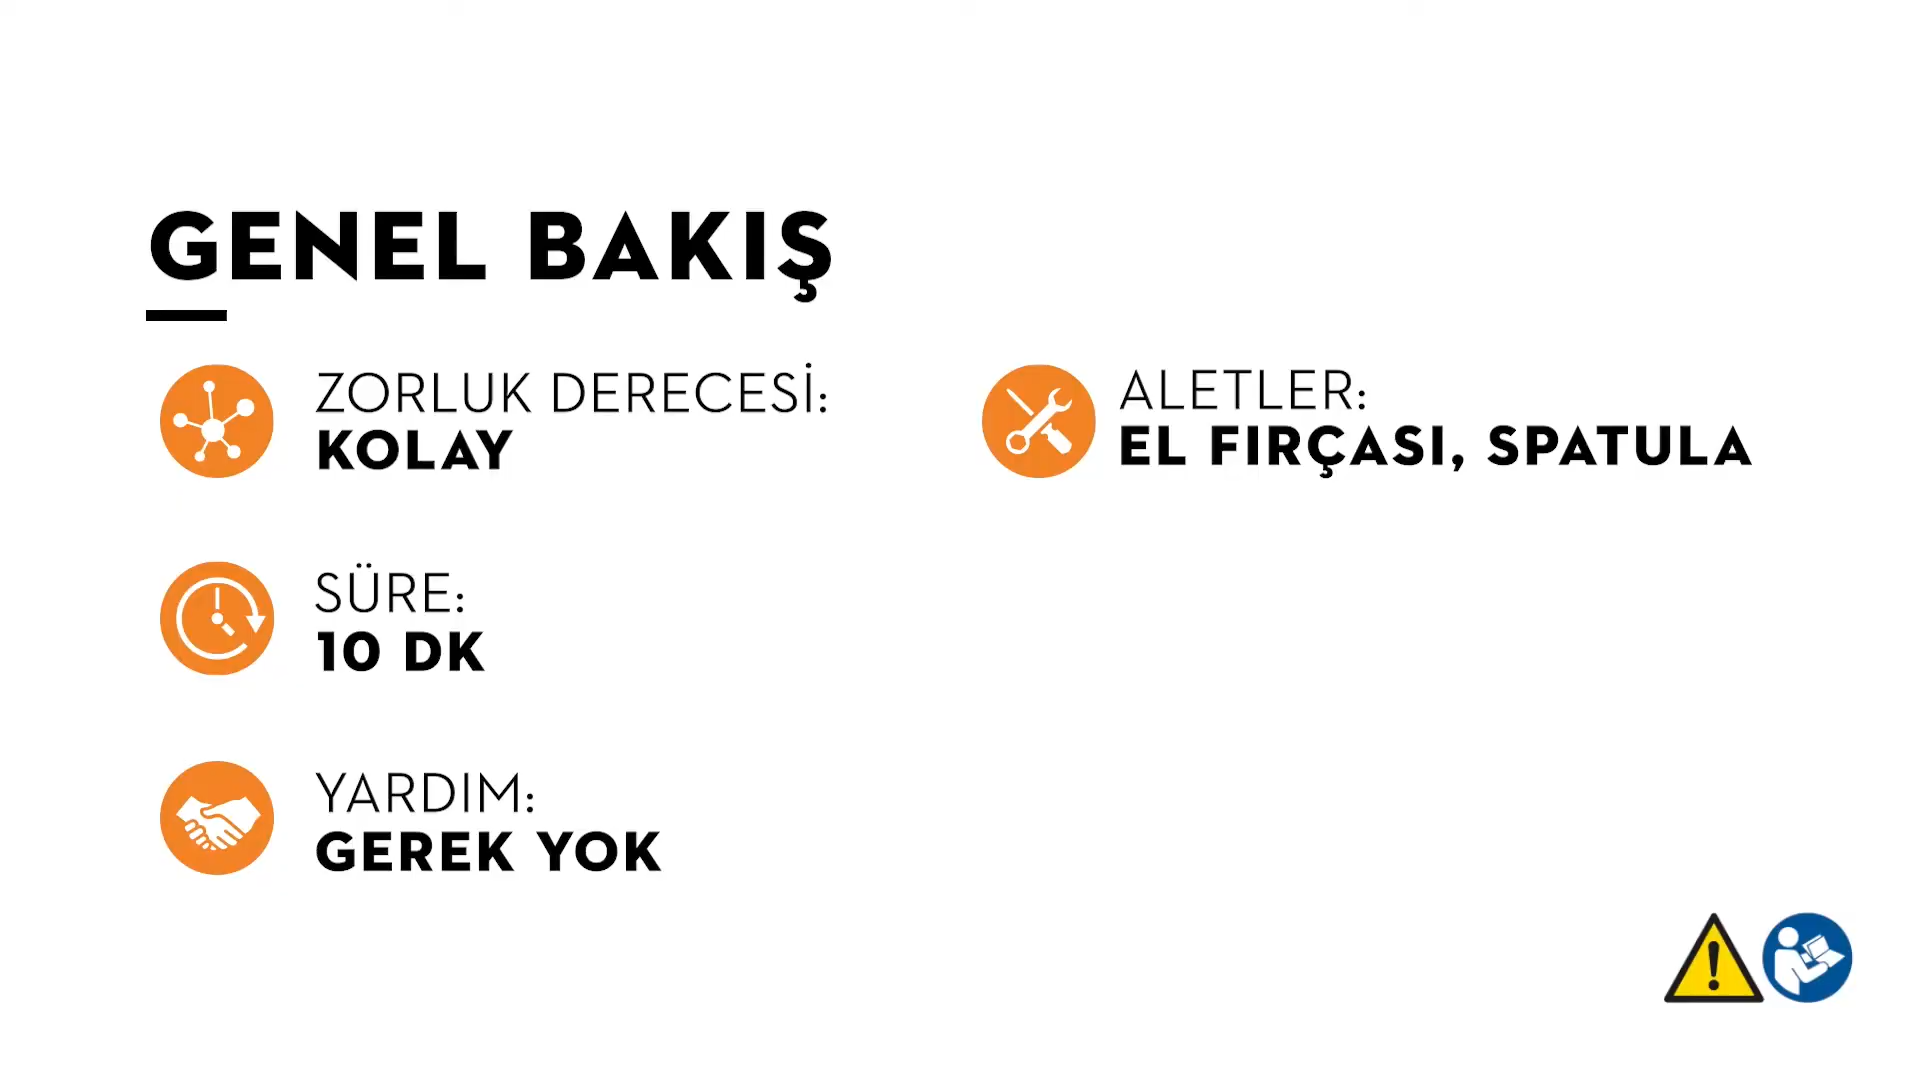 GENEL BAKIŞ
ZORLUK DERECESİ:
KOLAY
SÜRE:
10 DK
YARDIM:
GEREK YOK
ALETLER:
EL FIRÇASI, SPATULA